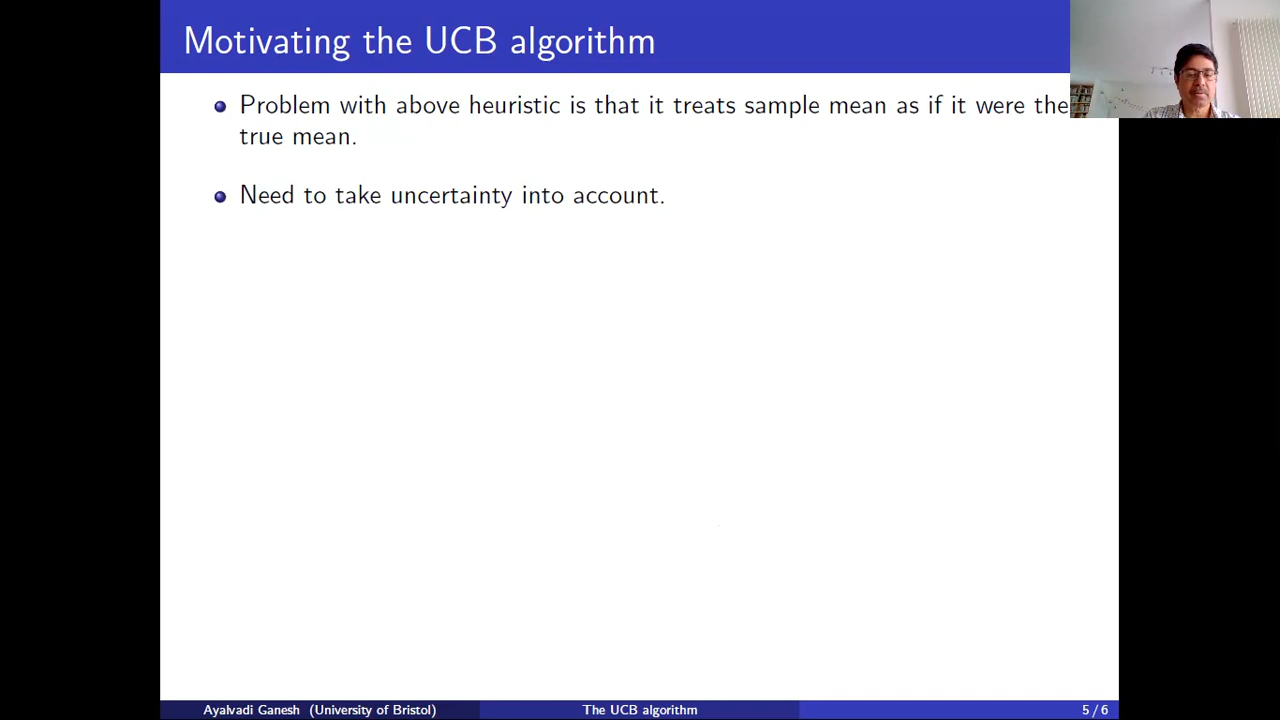 Motivating the UCB algorithm
Problem with above heuristic is that it treats sample mean as if it were the
true mean.
Need to take uncertainty into account.
Ayalvadi Ganesh (University of Bristol)
The UCB algorithm
5 / 6